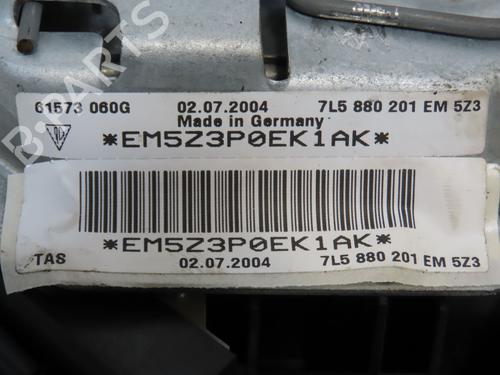 61573 060G 02.07.2004 7L5 880 201 EM 5Z3
Made in Germany
*EM5Z3P0EK1AK*
*EM5Z3P0EK1AK*
TAS 02.07.2004 7L5 880 201 EM 5Z3
B-PARTS